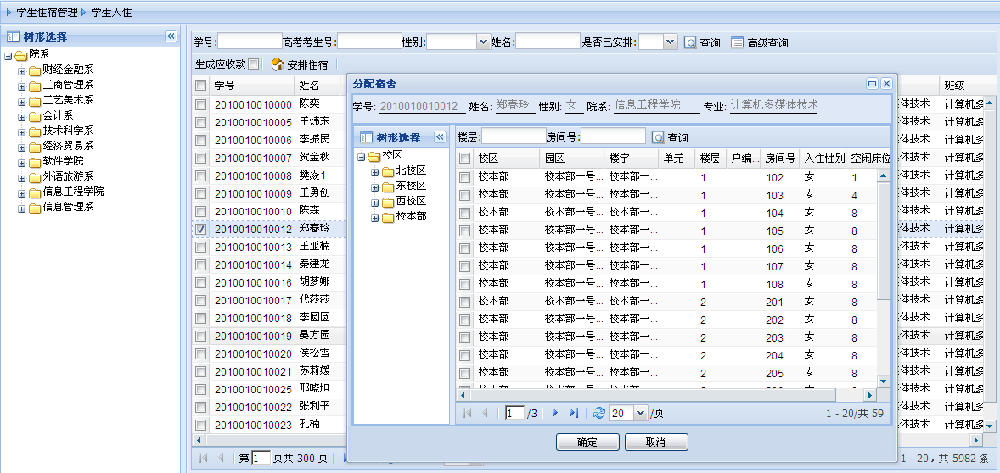 学生住宿管理 学生入住
树形选择
院系
财经金融系
工商管理系
工艺美术系
会计系
技术科学系
经济贸易系
软件学院
外语旅游系
信息工程学院
信息管理系
学号: 高考考生号: 性别: 姓名: 是否已安排: 查询 高级查询
生成应收款 安排住宿
学号 姓名 班级
2010010010000 陈奕 体技术 计算机多
2010010010005 王炜东 体技术 计算机多
2010010010006 李振民 体技术 计算机多
2010010010007 贺金秋 体技术 计算机多
2010010010008 樊焱1 体技术 计算机多
2010010010009 王勇创 体技术 计算机多
2010010010010 陈森 体技术 计算机多
2010010010012 郑春玲 体技术 计算机多
2010010010013 王亚楠 体技术 计算机多
2010010010014 秦建龙 体技术 计算机多
2010010010016 胡梦娜 体技术 计算机多
2010010010017 代莎莎 体技术 计算机多
2010010010018 李圆圆 体技术 计算机多
2010010010019 晏方园 体技术 计算机多
2010010010020 侯松雪 体技术 计算机多
2010010010021 苏莉媛 体技术 计算机多
2010010010025 邢晓旭 体技术 计算机多
2010010010022 张利平 体技术 计算机多
2010010010023 孔楠 体技术 计算机多
第 1 页共 300 页 1 - 20，共 5982 条
分配宿舍
学号: 2010010010012 姓名: 郑春玲 性别: 女 院系: 信息工程学院 专业: 计算机多媒体技术
树形选择
校区
北校区
东校区
西校区
校本部
楼层: 房间号: 查询
校区 园区 楼宇 单元 楼层 户编... 房间号 入住性别 空闲床位
校本部 校本部一号... 校本部一... 1 102 女 1
校本部 校本部一号... 校本部一... 1 103 女 4
校本部 校本部一号... 校本部一... 1 104 女 8
校本部 校本部一号... 校本部一... 1 105 女 8
校本部 校本部一号... 校本部一... 1 106 女 8
校本部 校本部一号... 校本部一... 1 107 女 8
校本部 校本部一号... 校本部一... 1 108 女 8
校本部 校本部一号... 校本部一... 2 201 女 8
校本部 校本部一号... 校本部一... 2 202 女 8
校本部 校本部一号... 校本部一... 2 203 女 8
校本部 校本部一号... 校本部一... 2 204 女 8
校本部 校本部一号... 校本部一... 2 205 女 8
1 /3 20 /页 1 - 20/共 59
确定 取消